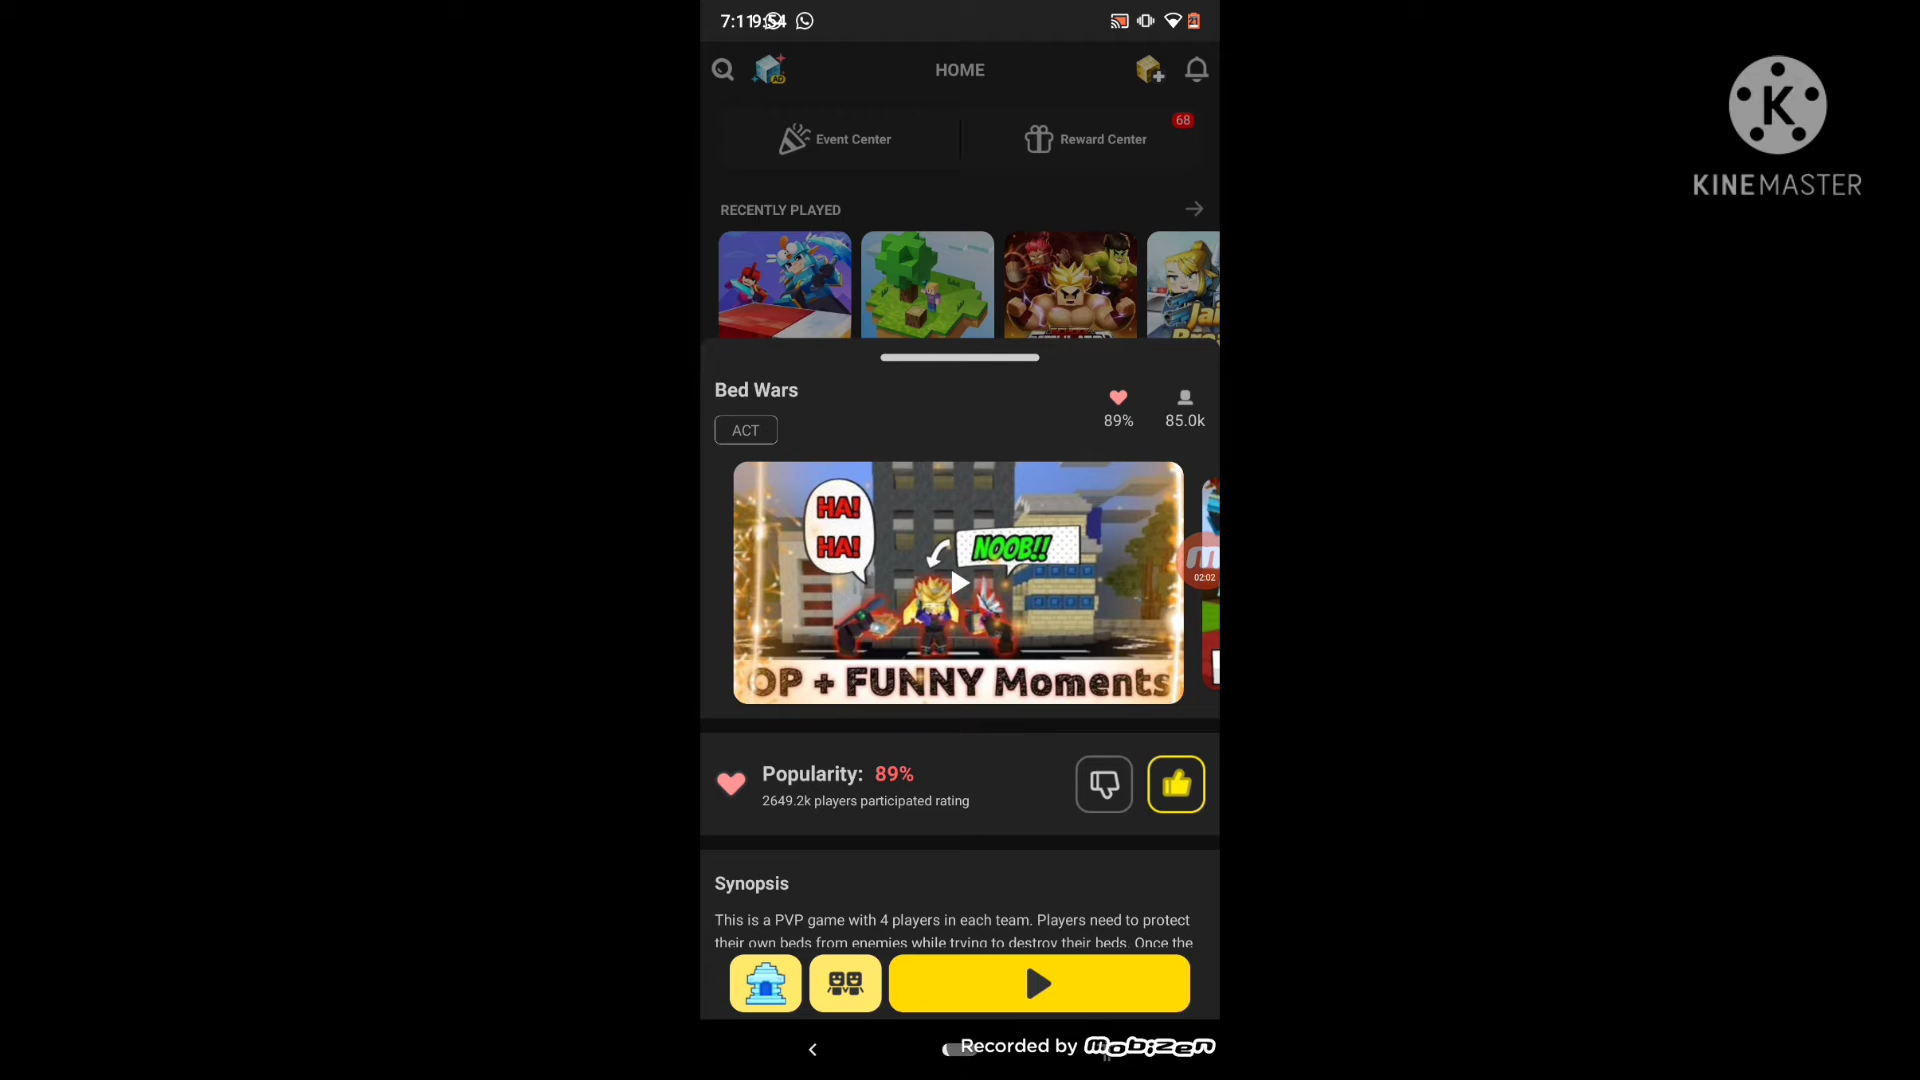 HOME
AD
Event Center
Reward Center
68
RECENTLY PLAYED
Bed Wars
89%
85.0k
ACT
HA!
HA!
NOOB!!
OP + FUNNY Moments
02:02
Popularity: 89%
2649.2k players participated rating
Synopsis
This is a PVP game with 4 players in each team. Players need to protect
their own beds from enemies while trying to destroy their beds. Once the
Recorded by mobizen
K
KINEMASTER
21